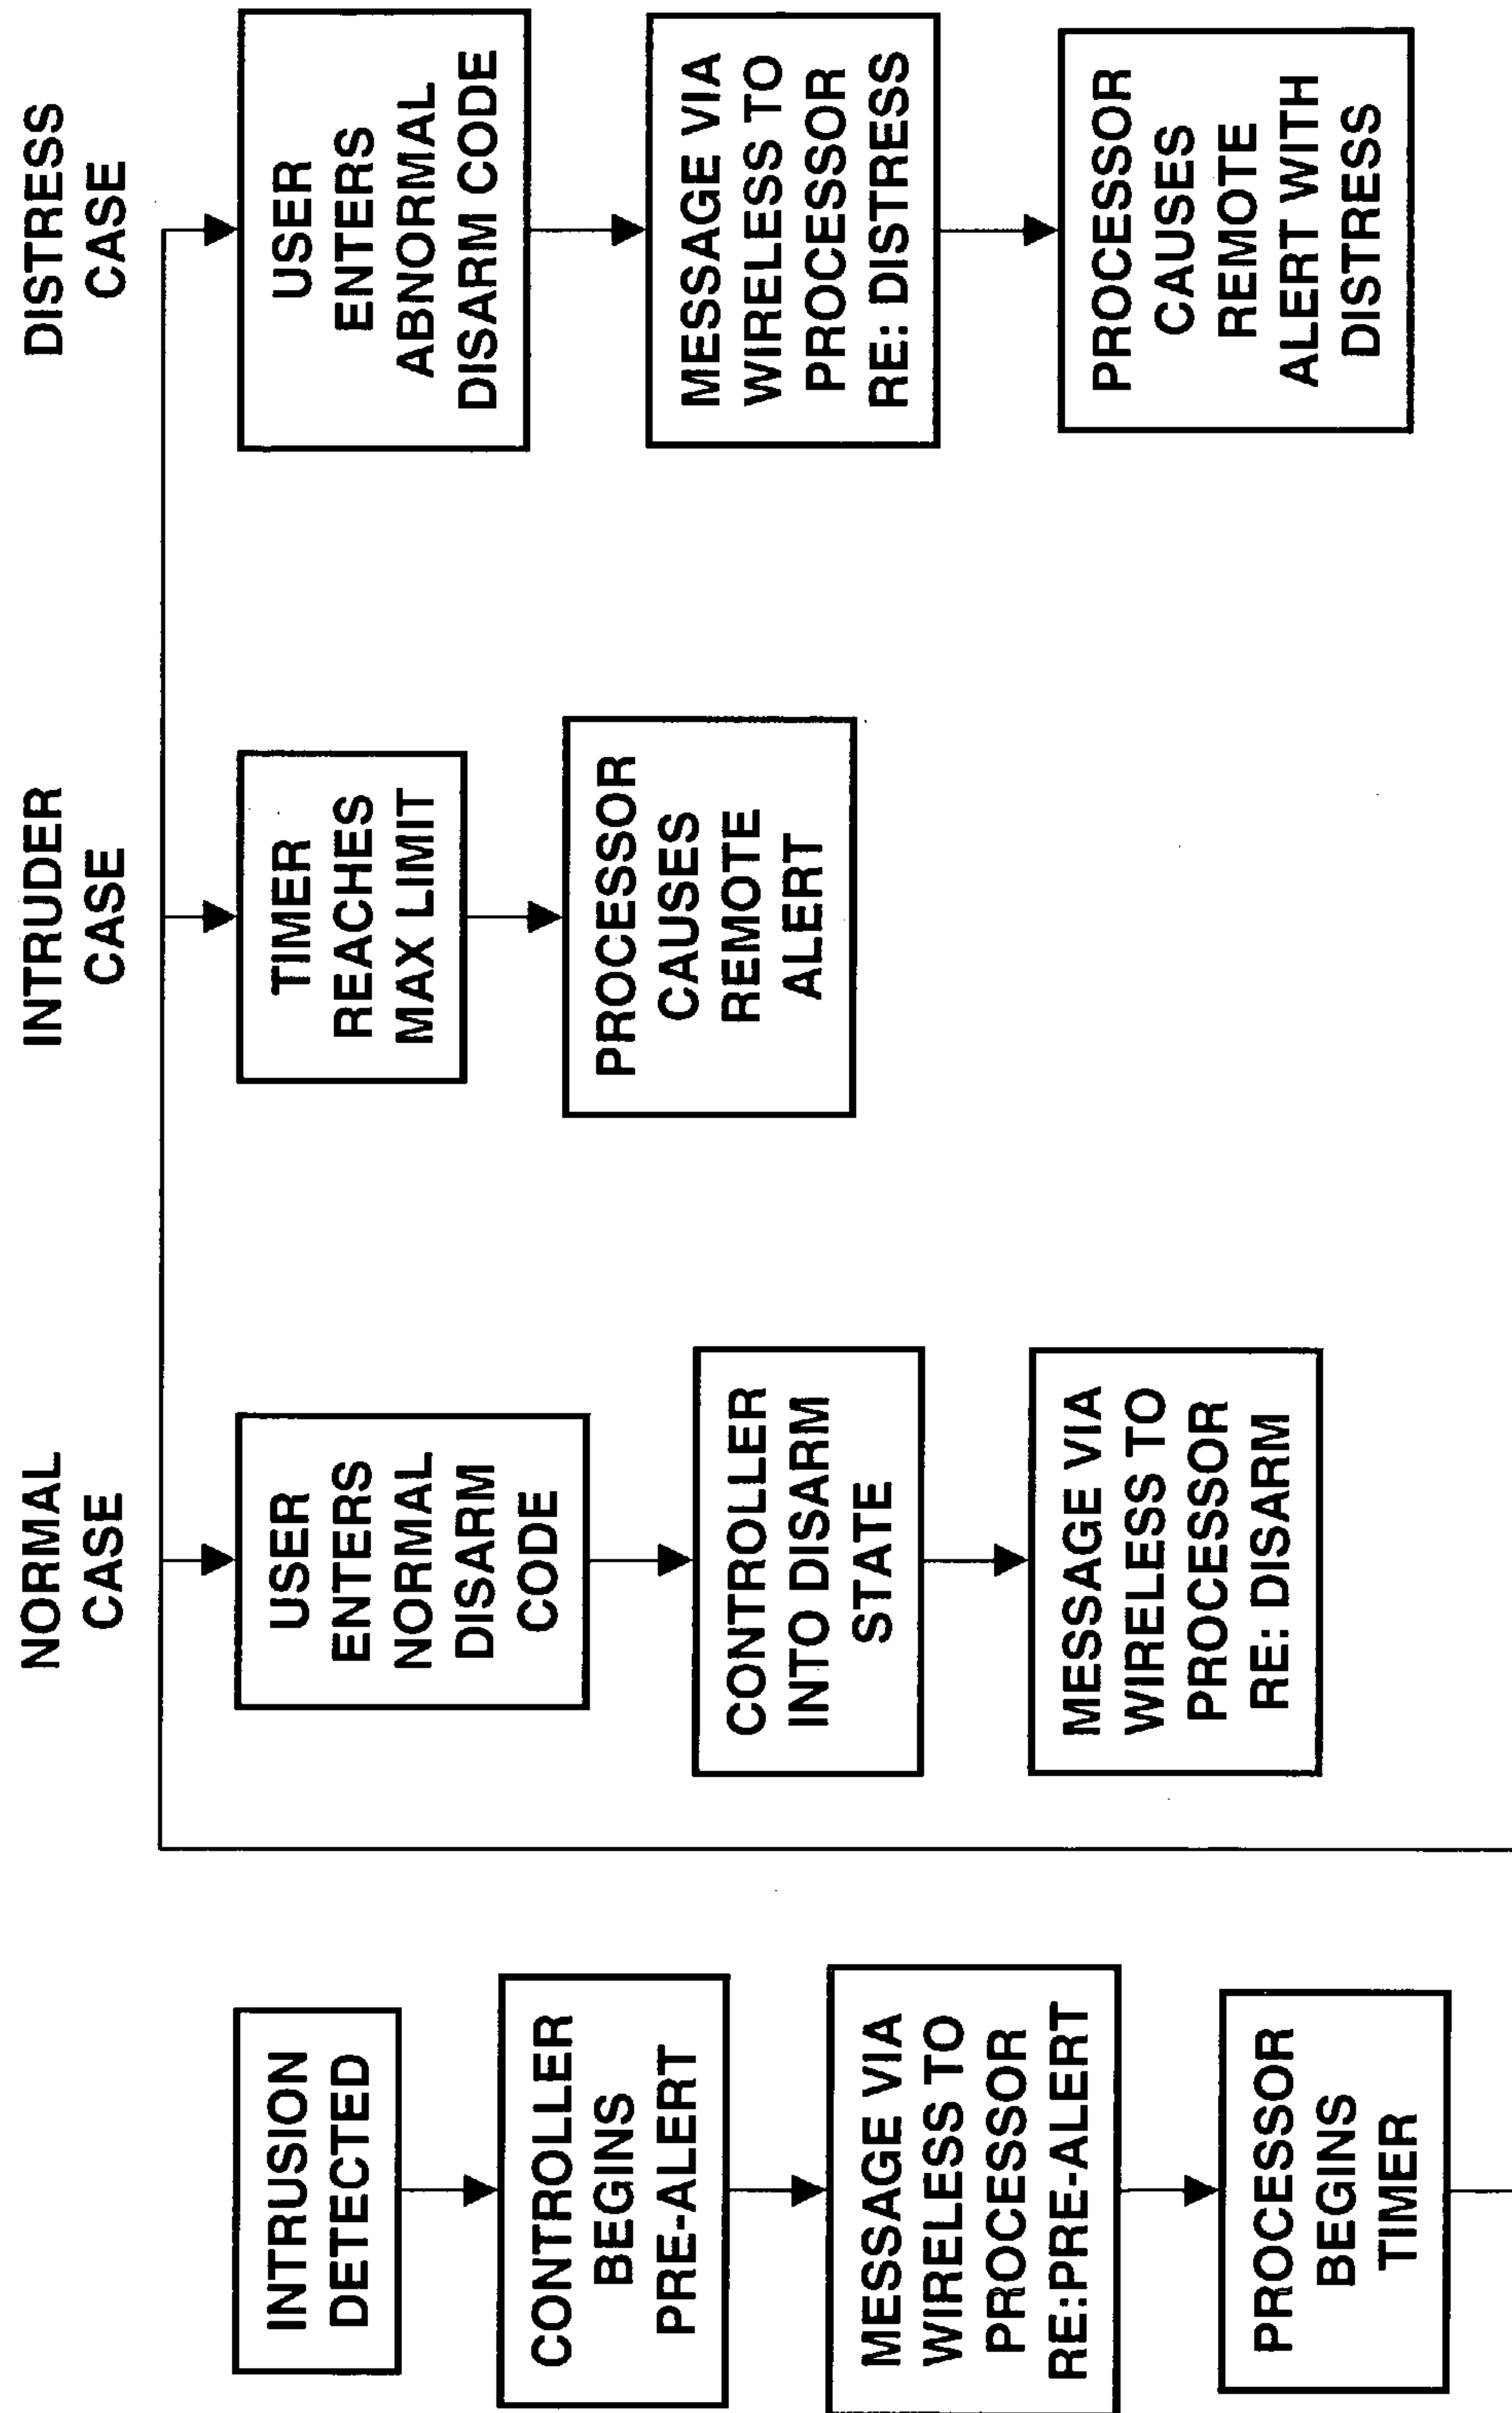 INTRUSION
DETECTED
CONTROLLER
BEGINS
PRE-ALERT
MESSAGE VIA
WIRELESS TO
PROCESSOR
RE:PRE-ALERT
PROCESSOR
BEGINS
TIMER
NORMAL
CASE
USER
ENTERS
NORMAL
DISARM
CODE
CONTROLLER
INTO DISARM
STATE
MESSAGE VIA
WIRELESS TO
PROCESSOR
RE: DISARM
INTRUDER
CASE
TIMER
REACHES
MAX LIMIT
PROCESSOR
CAUSES
REMOTE
ALERT
DISTRESS
CASE
USER
ENTERS
ABNORMAL
DISARM CODE
MESSAGE VIA
WIRELESS TO
PROCESSOR
RE: DISTRESS
PROCESSOR
CAUSES
REMOTE
ALERT WITH
DISTRESS